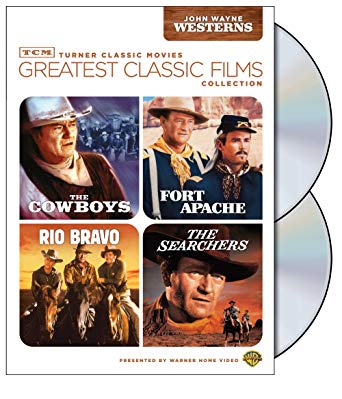 JOHN WAYNE
WESTERNS
TCM TURNER CLASSIC MOVIES
GREATEST CLASSIC FILMS
COLLECTION
THE
COWBOYS
FORT
APACHE
RIO BRAVO
THE
SEARCHERS
PRESENTED BY WARNER HOME VIDEO